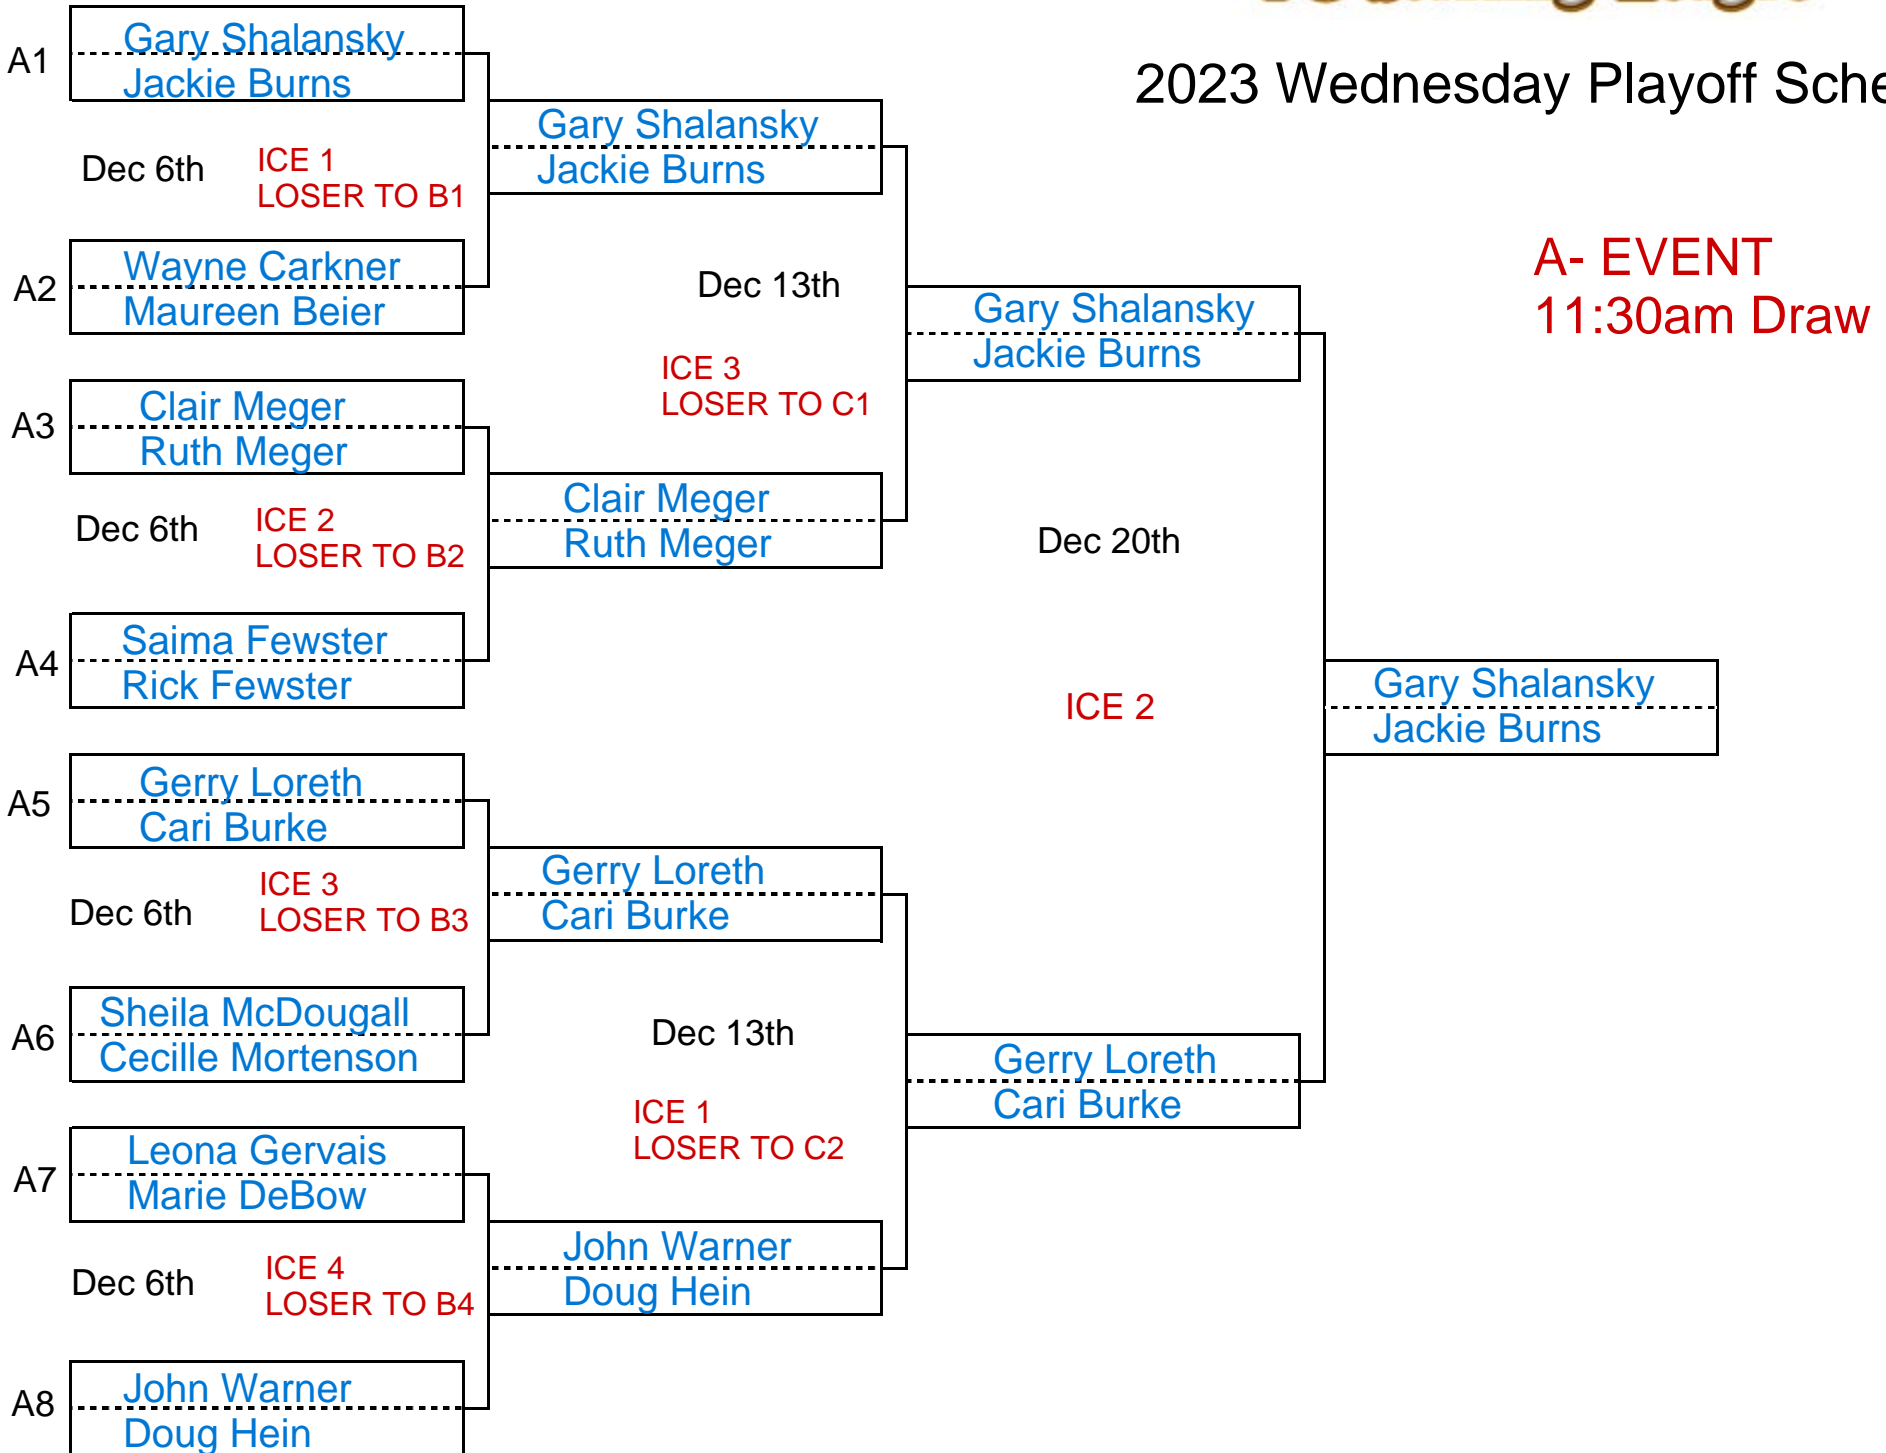 2023 Wednesday Playoff
A- EVENT
11:30am Draw
A1
Gary Shalansky
Jackie Burns
Dec 6th
ICE 1
LOSER TO B1
A2
Wayne Carkner
Maureen Beier
A3
Clair Meger
Ruth Meger
Dec 6th
ICE 2
LOSER TO B2
A4
Saima Fewster
Rick Fewster
A5
Gerry Loreth
Cari Burke
Dec 6th
ICE 3
LOSER TO B3
A6
Sheila McDougall
Cecille Mortenson
A7
Leona Gervais
Marie DeBow
Dec 6th
ICE 4
LOSER TO B4
A8
John Warner
Doug Hein
Gary Shalansky
Jackie Burns
Dec 13th
ICE 3
LOSER TO C1
Clair Meger
Ruth Meger
Gerry Loreth
Cari Burke
Dec 13th
ICE 1
LOSER TO C2
John Warner
Doug Hein
Gary Shalansky
Jackie Burns
Dec 20th
ICE 2
Gerry Loreth
Cari Burke
Gary Shalansky
Jackie Burns